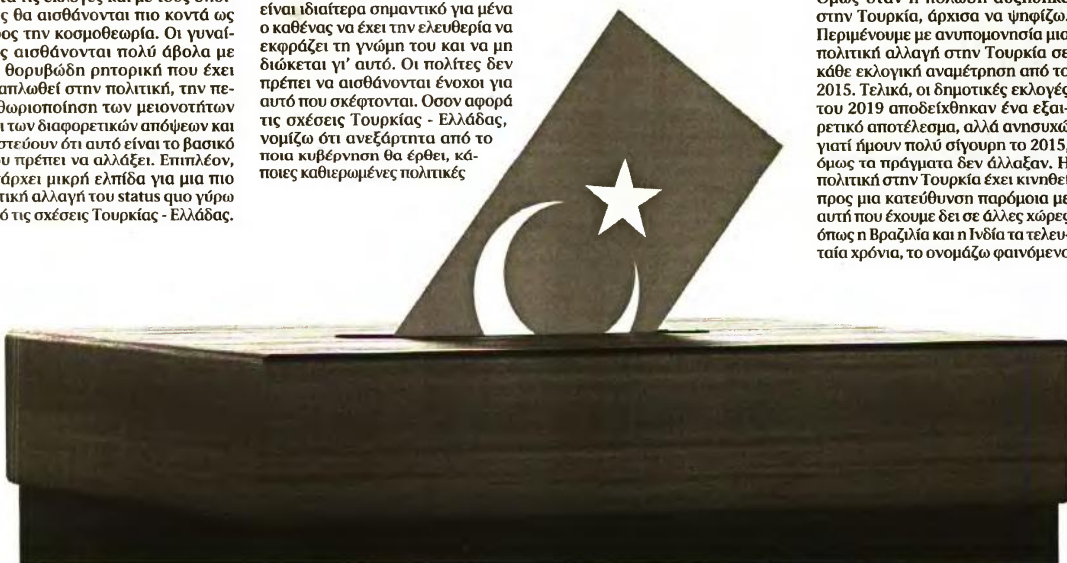 ς θα αισθάνονται πιο κοντά ως
ος την κοσμοθεωρία. Οι γυναί-
ς αισθάνονται πολύ άβολα με
θορυβώδη ρητορική που έχει
απλωθεί στην πολιτική, την πε-
θωριοποίηση των μειονοτήτων
ι των διαφορετικών απόψεων και
στεύουν ότι αυτό είναι το βασικό
υ πρέπει να αλλάξει. Επιπλέον,
άρχει μικρή ελπίδα για μια πιο
τική αλλαγή του status quo γύρω
ό τις σχέσεις Τουρκίας - Ελλάδας.
είναι ιδιαίτερα σημαντικό για μένα
ο καθένας να έχει την ελευθερία να
εκφράζει τη γνώμη του και να μη
διώκεται γι' αυτό. Οι πολίτες δεν
πρέπει να αισθάνονται ένοχοι για
αυτό που σκέφτονται. Οσον αφορά
τις σχέσεις Τουρκίας - Ελλάδας,
νομίζω ότι ανεξάρτητα από το
ποια κυβέρνηση θα έρθει, κά-
ποιες καθιερωμένες πολιτικές
στην Τουρκία, άρχισα να ψηφίζω.
Περιμένουμε με ανυπομονησία μια
πολιτική αλλαγή στην Τουρκία σε
κάθε εκλογική αναμέτρηση από το
2015. Τελικά, οι δημοτικές εκλογές
του 2019 αποδείχθηκαν ένα εξαι-
ρετικό αποτέλεσμα, αλλά ανησυχώ
γιατί ήμουν πολύ σίγουρη το 2015,
όμως τα πράγματα δεν άλλαξαν. Η
πολιτική στην Τουρκία έχει κινηθεί
προς μια κατεύθυνση παρόμοια με
αυτή που έχουμε δει σε άλλες χώρες
όπως η Βραζιλία και η Ινδία τα τελευ-
ταία χρόνια, το ονομάζω φαινόμενο